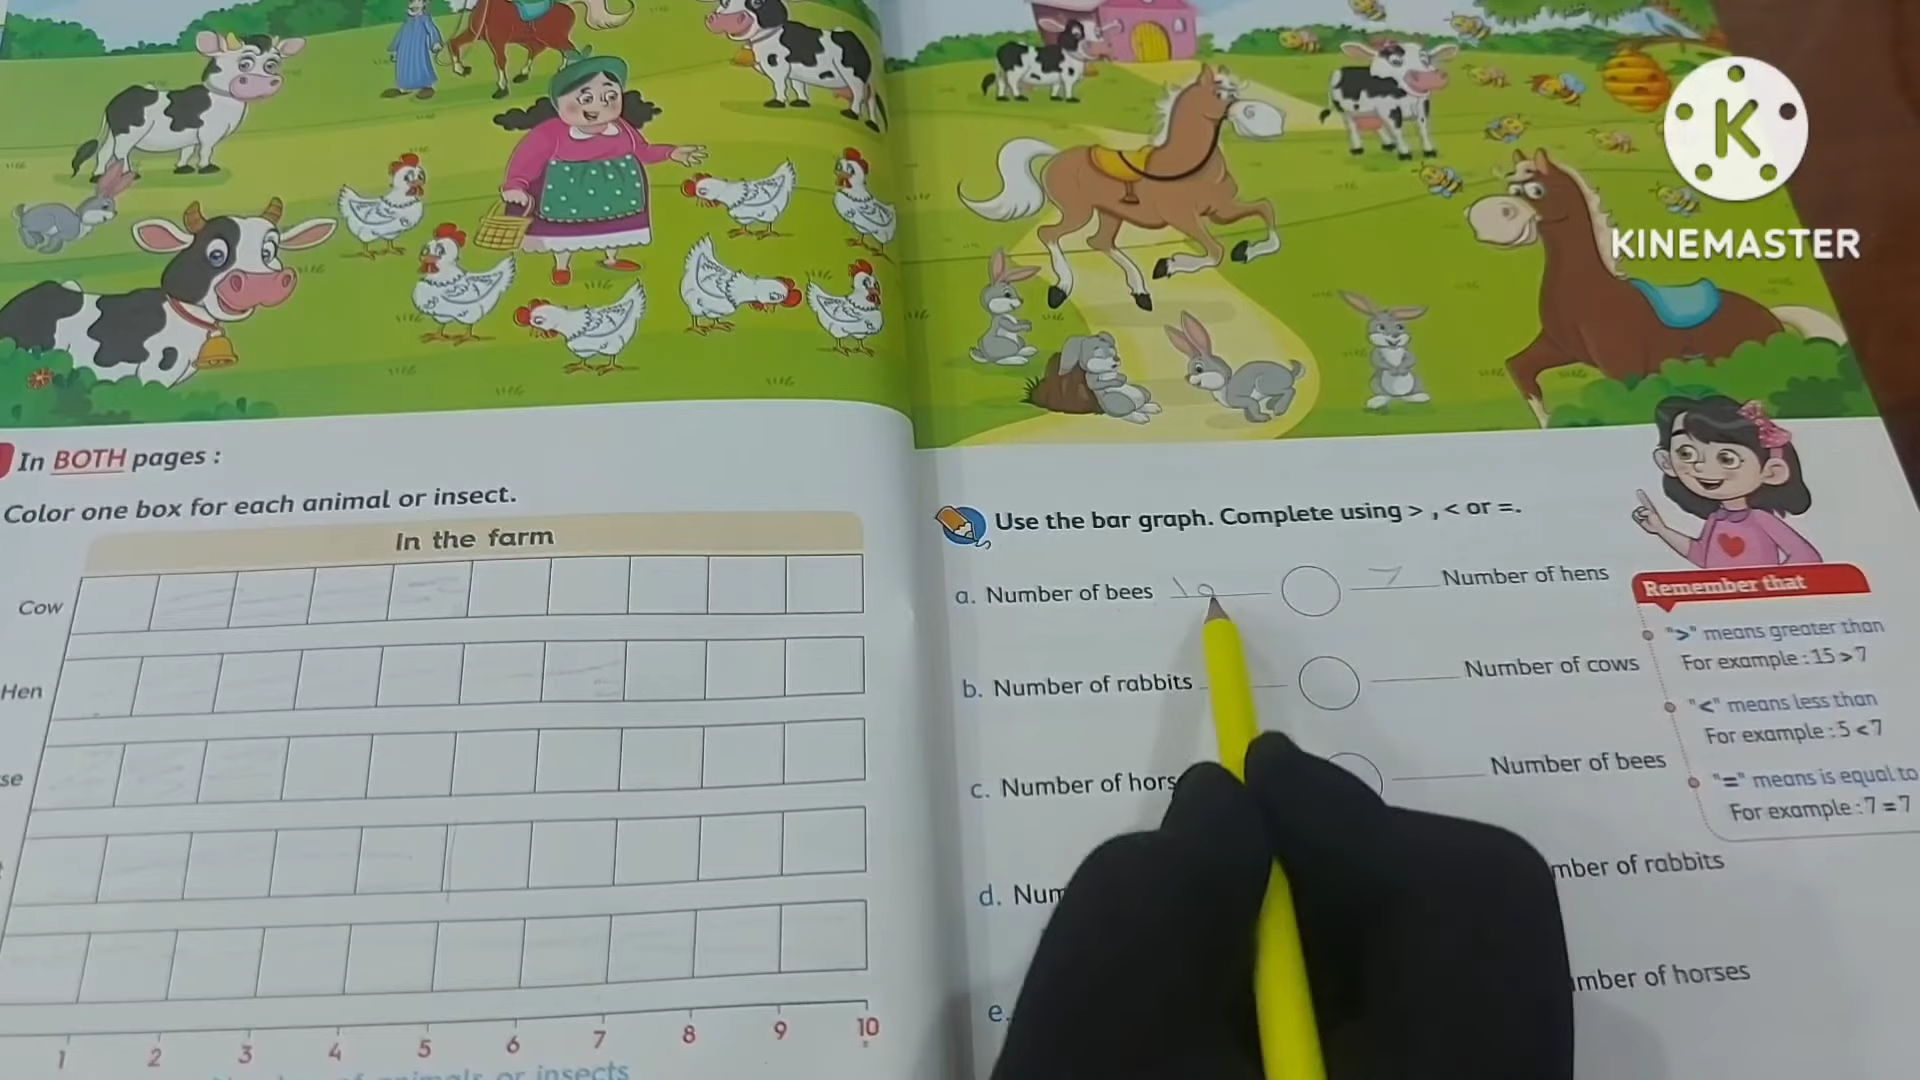 K
KINEMASTER
In BOTH pages :
Color one box for each animal or insect.
In the farm
Cow
Hen
se
1 2 3 4 5 6 7 8 9 10
animals or insects
Use the bar graph. Complete using > , < or =.
a. Number of bees 10 7 Number of hens
b. Number of rabbits Number of cows
c. Number of hors Number of bees
d. Num mber of rabbits
e. mber of horses
Remember that
">" means greater than
For example : 15 > 7
"<" means less than
For example : 5 < 7
"=" means is equal to
For example : 7 = 7